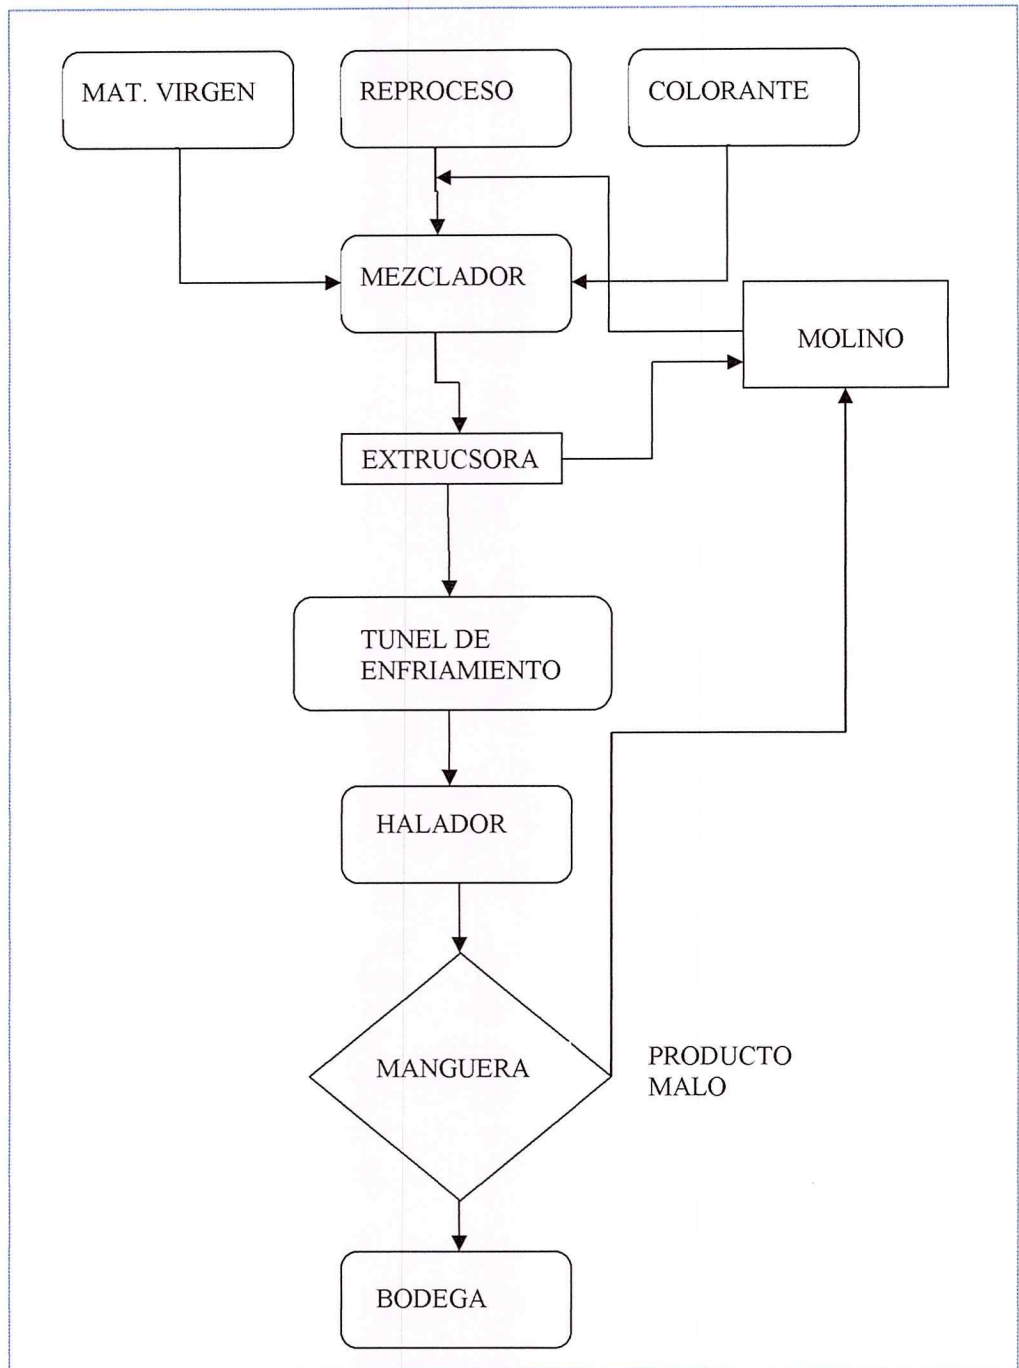 MAT. VIRGEN
REPROCESO
COLORANTE
MEZCLADOR
MOLINO
EXTRUCSORA
TUNEL DE
ENFRIAMIENTO
HALADOR
MANGUERA
PRODUCTO
MALO
BODEGA